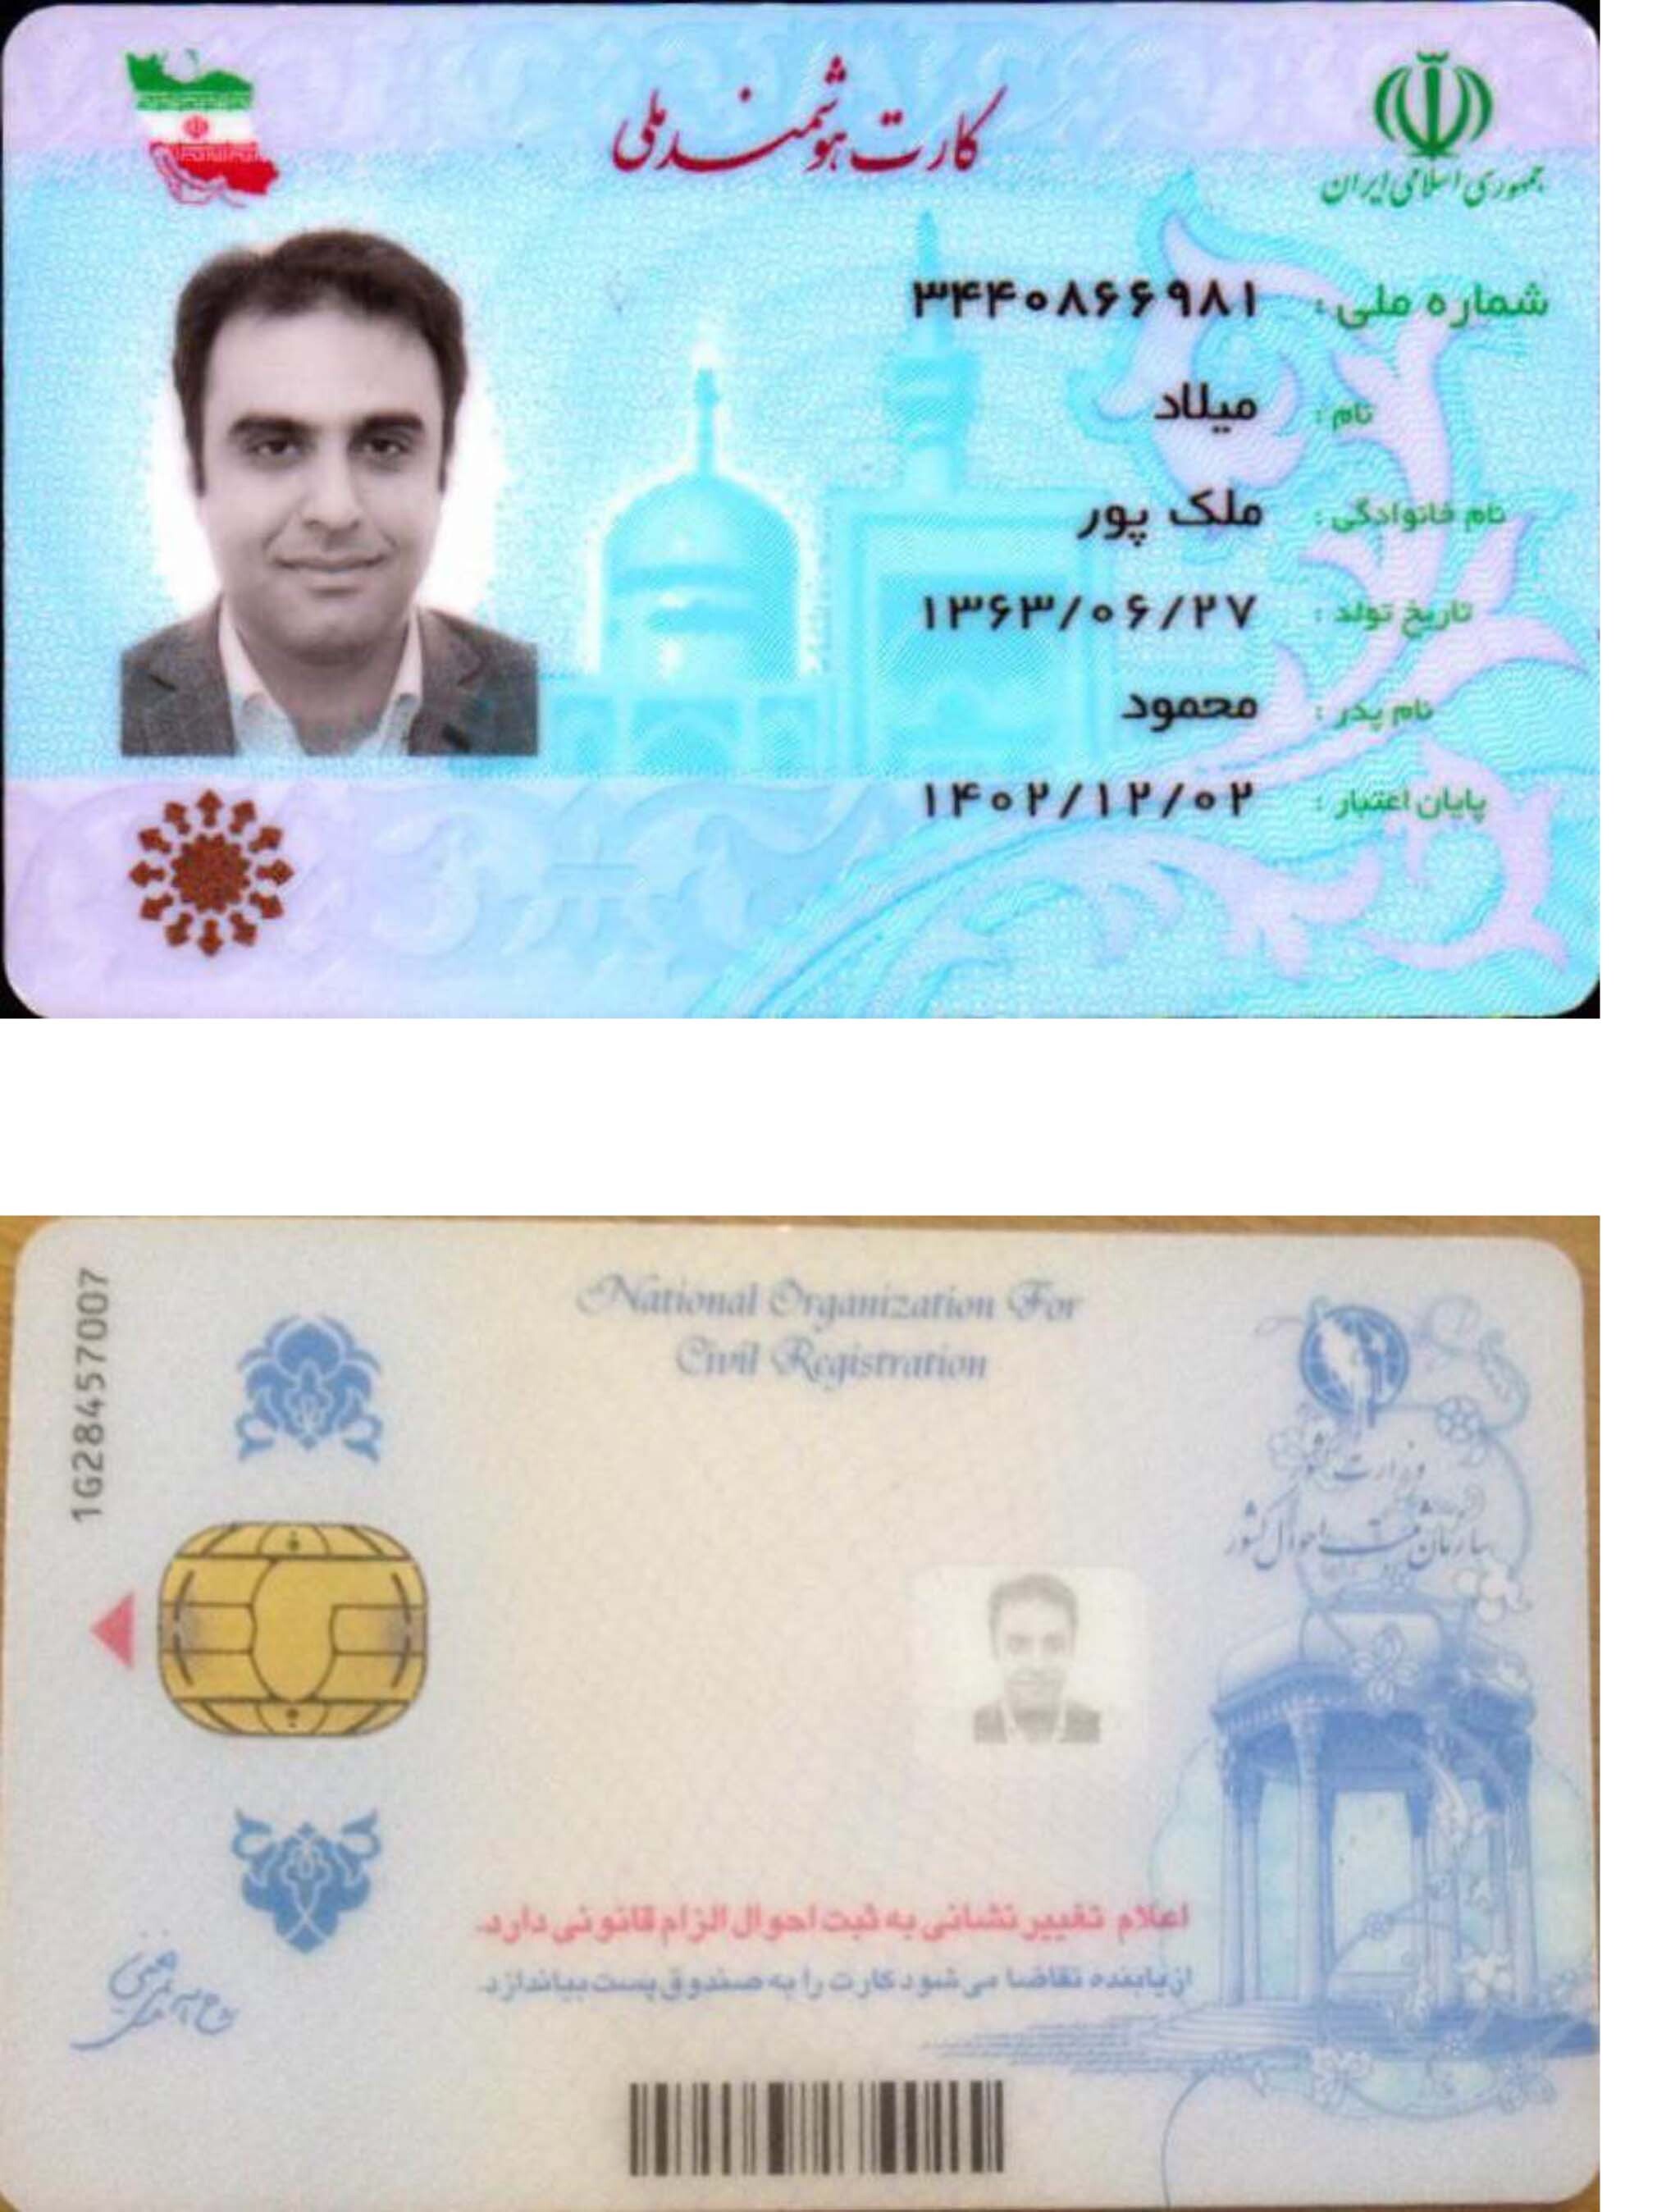 کارت هوشمند ملی
جمهوری اسلامی ایران
شماره ملی : ۳۴۴۰۸۶۶۹۸۱
نام : میلاد
نام خانوادگی : ملک پور
تاریخ تولد : ۱۳۶۳/۰۶/۲۷
نام پدر : محمود
پایان اعتبار : ۱۴۰۲/۱۲/۰۲
1G28457007
National Organization For
Civil Registration
وزارت کشور
سازمان ثبت احوال کشور
اعلام تغییر نشانی به ثبت احوال الزام قانونی دارد.
از یابنده تقاضا می شود کارت را به صندوق پست بیاندازد.